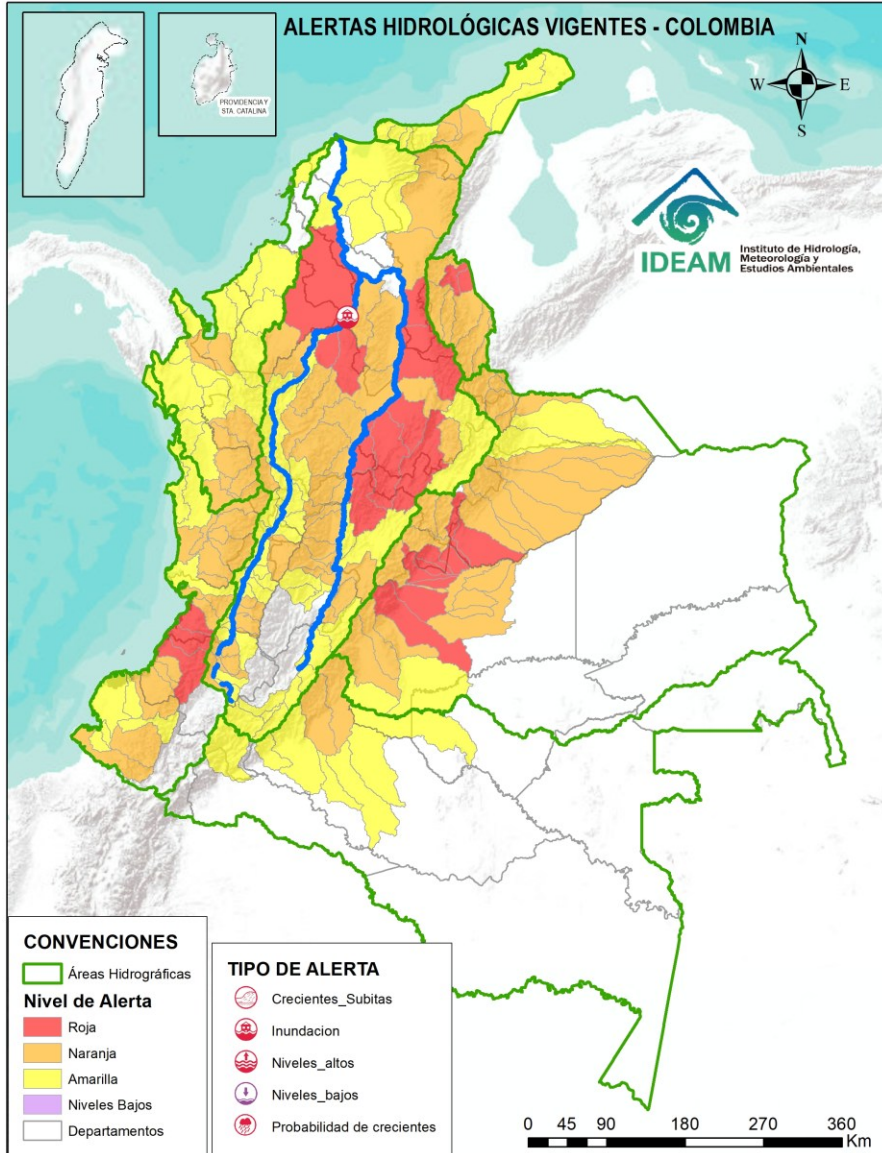 ALERTAS HIDROLÓGICAS VIGENTES - COLOMBIA
PROVIDENCIA Y
STA. CATALINA
N
W
E
S
IDEAM
Instituto de Hidrología,
Meteorología y
Estudios Ambientales
CONVENCIONES
Áreas Hidrográficas
Nivel de Alerta
Roja
Naranja
Amarilla
Niveles Bajos
Departamentos
TIPO DE ALERTA
Crecientes_Subitas
Inundacion
Niveles_altos
Niveles_bajos
Probabilidad de crecientes
0 45 90 180 270 360
Km